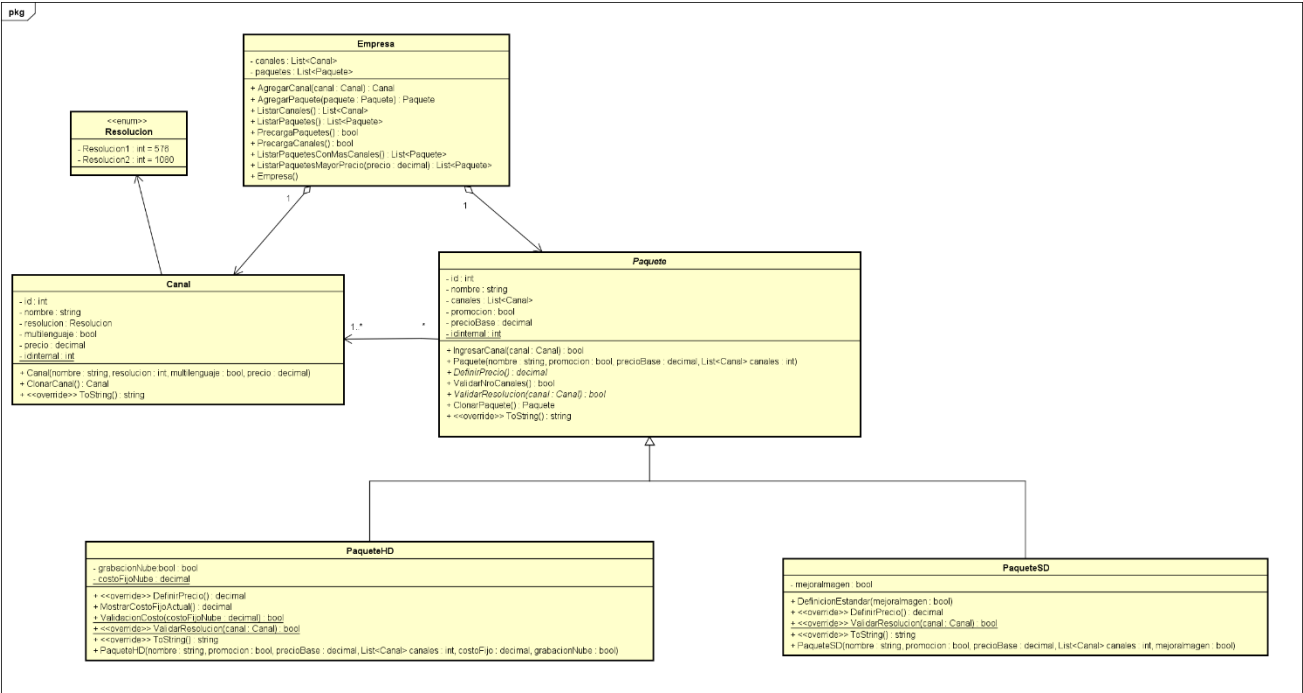 pkg
Empresa
- canales : List<Canal>
- paquetes : List<Paquete>
+ AgregarCanal(canal : Canal) : Canal
+ AgregarPaquete(paquete : Paquete) : Paquete
+ ListarCanales() : List<Canal>
+ ListarPaquetes() : List<Paquete>
+ PrecargaPaquetes() : bool
+ PrecargaCanales() : bool
+ ListarPaquetesConMasCanales() : List<Paquete>
+ ListarPaquetesMayorPrecio(precio : decimal) : List<Paquete>
+ Empresa()
<<enum>>
Resolucion
- Resolucion1 : int = 576
- Resolucion2 : int = 1080
1
1
Canal
- id : int
- nombre : string
- resolucion : Resolucion
- multilenguaje : bool
- precio : decimal
- idinternal : int
+ Canal(nombre : string, resolucion : int, multilenguaje : bool, precio : decimal)
+ ClonarCanal() : Canal
+ <<override>> ToString() : string
1..*
*
Paquete
- id : int
- nombre : string
- canales : List<Canal>
- promocion : bool
- precioBase : decimal
- idinternal : int
+ IngresarCanal(canal : Canal) : bool
+ Paquete(nombre : string, promocion : bool, precioBase : decimal, List<Canal> canales : int)
+ DefinirPrecio() : decimal
+ ValidarNroCanales() : bool
+ ValidarResolucion(canal : Canal) : bool
+ ClonarPaquete() : Paquete
+ <<override>> ToString() : string
PaqueteHD
- grabacionNube:bool : bool
- costoFijoNube : decimal
+ <<override>> DefinirPrecio() : decimal
+ MostrarCostoFijoActual() : decimal
+ ValidacionCosto(costoFijoNube : decimal) : bool
+ <<override>> ValidarResolucion(canal : Canal) : bool
+ <<override>> ToString() : string
+ PaqueteHD(nombre : string, promocion : bool, precioBase : decimal, List<Canal> canales : int, costoFijo : decimal, grabacionNube : bool)
PaqueteSD
- mejoraImagen : bool
+ DefinicionEstandar(mejoraImagen : bool)
+ <<override>> DefinirPrecio() : decimal
+ <<override>> ValidarResolucion(canal : Canal) : bool
+ <<override>> ToString() : string
+ PaqueteSD(nombre : string, promocion : bool, precioBase : decimal, List<Canal> canales : int, mejoraImagen : bool)